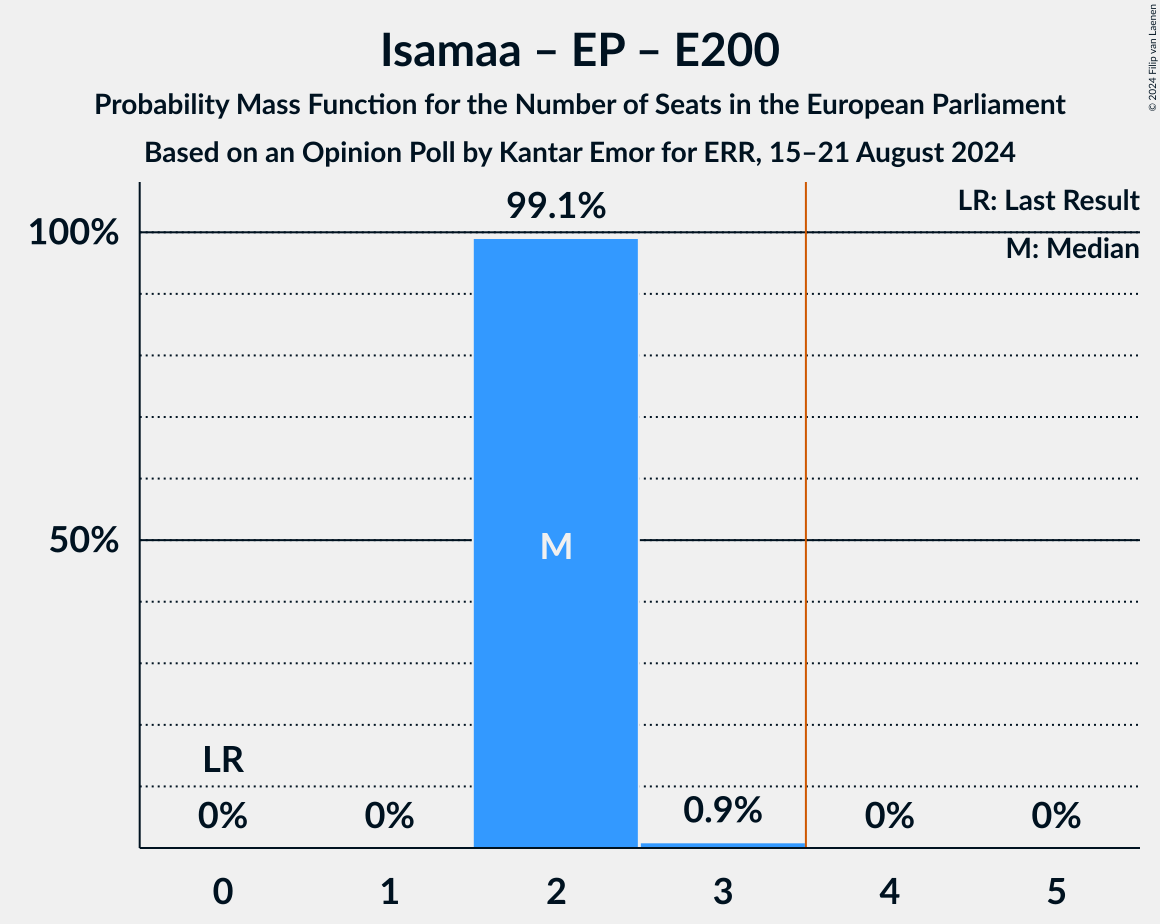 Isamaa – EP – E200
Probability Mass Function for the Number of Seats in the European Parliament
Based on an Opinion Poll by Kantar Emor for ERR, 15–21 August 2024
© 2024 Filip van Laenen
LR: Last Result
M: Median
99.1%
100%
50%
M
LR
0%
0%
0.9%
0%
0%
0
1
2
3
4
5